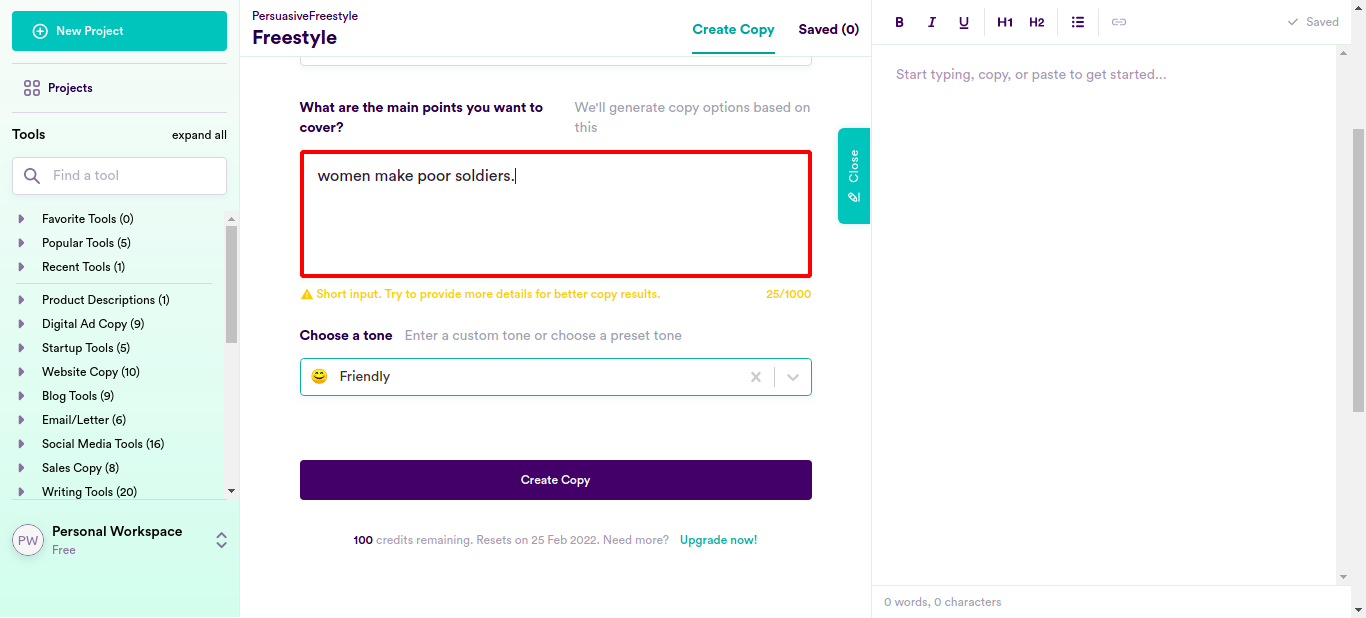 New Project
Projects
Tools
expand all
Find a tool
Favorite Tools (0)
Popular Tools (5)
Recent Tools (1)
Product Descriptions (1)
Digital Ad Copy (9)
Startup Tools (5)
Website Copy (10)
Blog Tools (9)
Email/Letter (6)
Social Media Tools (16)
Sales Copy (8)
Writing Tools (20)
PW
Personal Workspace
Free
PersuasiveFreestyle
Freestyle
Create Copy
Saved (0)
What are the main points you want to
cover?
We'll generate copy options based on
this
women make poor soldiers.
Short input. Try to provide more details for better copy results.
25/1000
Choose a tone
Enter a custom tone or choose a preset tone
Friendly
Create Copy
100 credits remaining. Resets on 25 Feb 2022. Need more? Upgrade now!
Close
B I U H1 H2
Saved
Start typing, copy, or paste to get started...
0 words, 0 characters